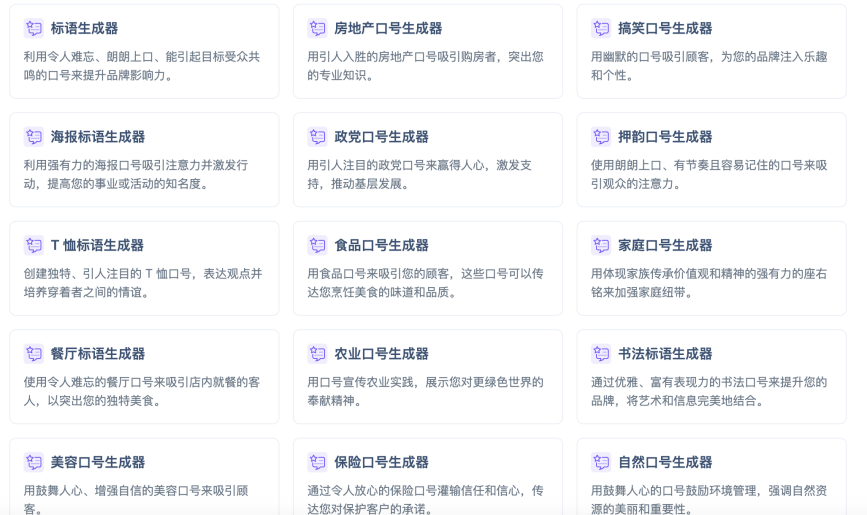 标语生成器
利用令人难忘、朗朗上口、能引起目标受众共
鸣的口号来提升品牌影响力。
房地产口号生成器
用引人入胜的房地产口号吸引购房者，突出您
的专业知识。
搞笑口号生成器
用幽默的口号吸引顾客，为您的品牌注入乐趣
和个性。
海报标语生成器
利用强有力的海报口号吸引注意力并激发行
动，提高您的事业或活动的知名度。
政党口号生成器
用引人注目的政党口号来赢得人心，激发支
持，推动基层发展。
押韵口号生成器
使用朗朗上口、有节奏且容易记住的口号来吸
引观众的注意力。
T 恤标语生成器
创建独特、引人注目的 T 恤口号，表达观点并
培养穿着者之间的情谊。
食品口号生成器
用食品口号来吸引您的顾客，这些口号可以传
达您烹饪美食的味道和品质。
家庭口号生成器
用体现家族传承价值观和精神的强有力的座右
铭来加强家庭纽带。
餐厅标语生成器
使用令人难忘的餐厅口号来吸引店内就餐的客
人，以突出您的独特美食。
农业口号生成器
用口号宣传农业实践，展示您对更绿色世界的
奉献精神。
书法标语生成器
通过优雅、富有表现力的书法口号来提升您的
品牌，将艺术和信息完美地结合。
美容口号生成器
用鼓舞人心、增强自信的美容口号来吸引顾
客。
保险口号生成器
通过令人放心的保险口号灌输信任和信心，传
达您对保护客户的承诺。
自然口号生成器
用鼓舞人心的口号鼓励环境管理，强调自然资
源的美丽和重要性。